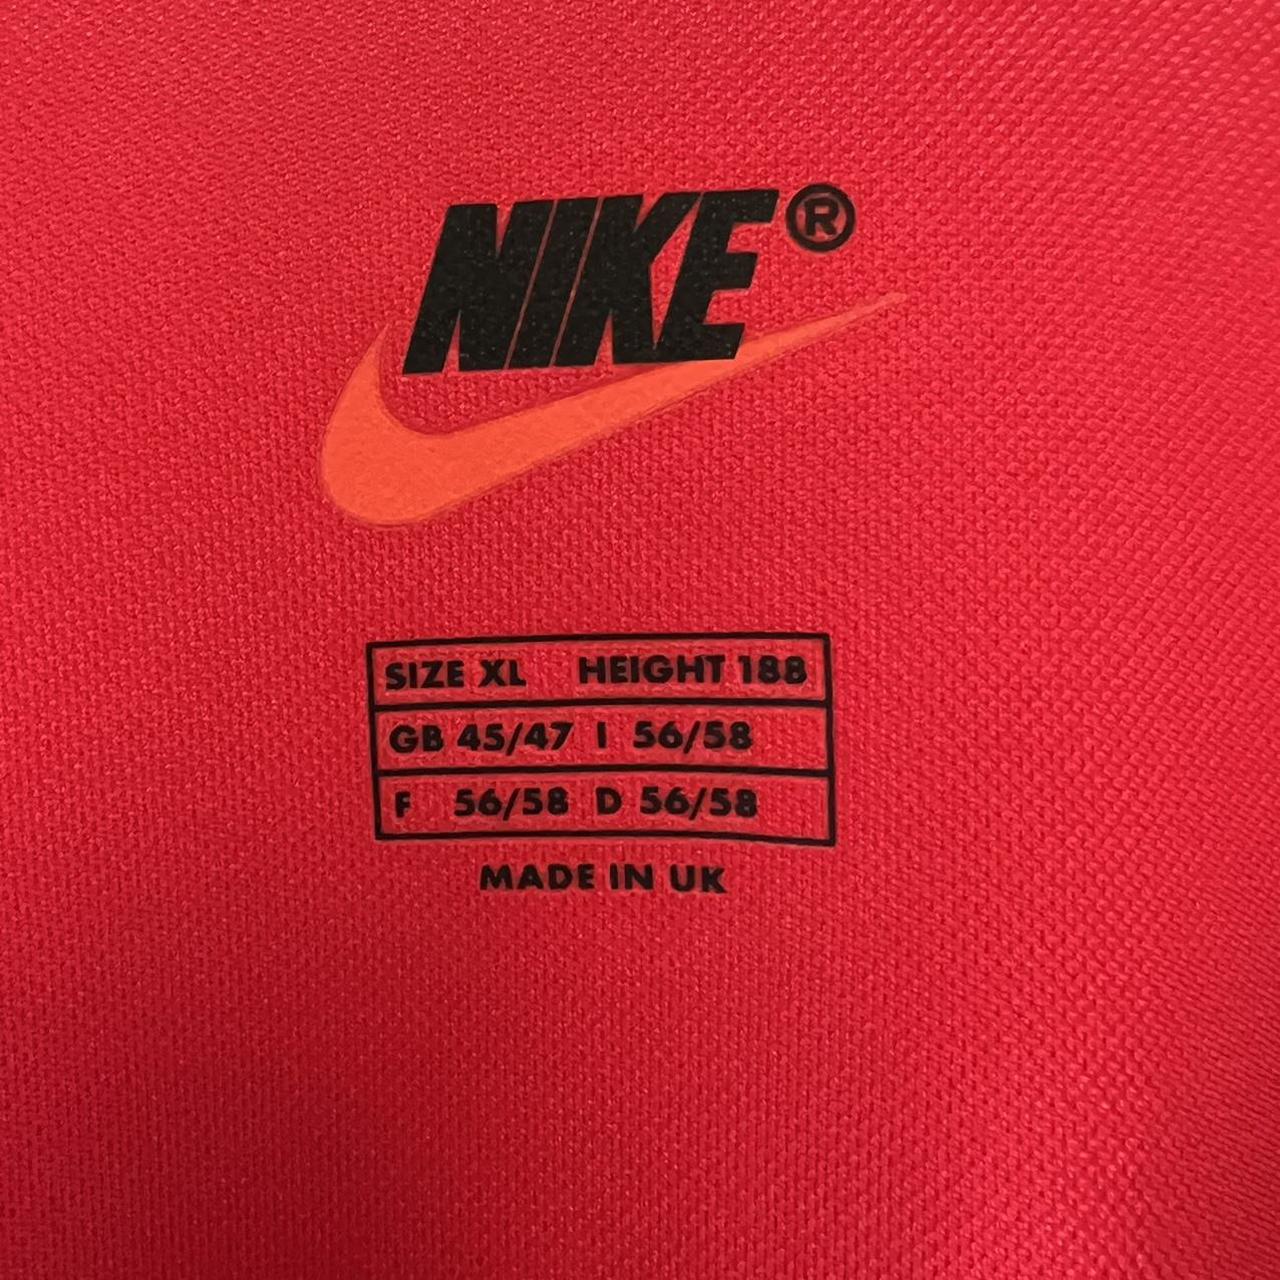 NIKE®
SIZE XL HEIGHT 188
GB 45/47 I 56/58
F 56/58 D 56/58
MADE IN UK